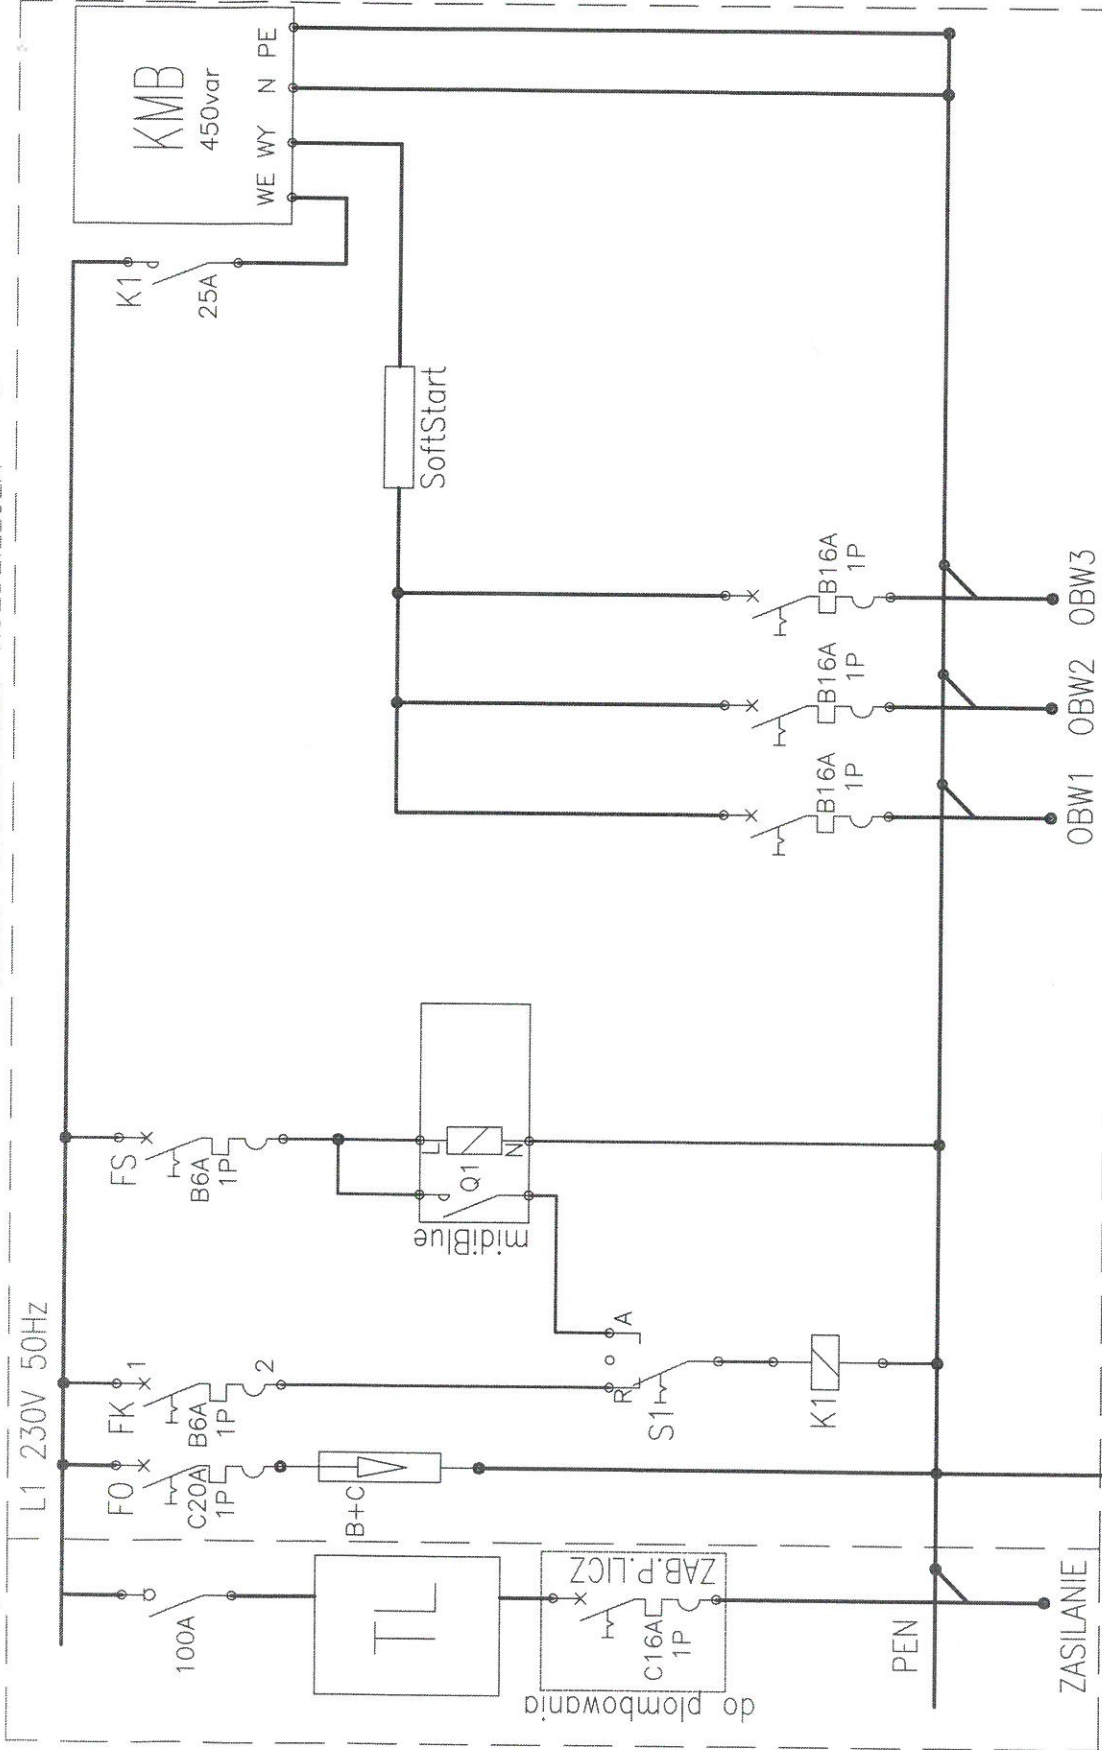 L1 230V 50Hz
100A
TL
ZAB.P.LICZ
C16A
1P
do plombowania
PEN
ZASILANIE
FO
C20A
1P
B+C
FK
1
B6A
1P
2
R
A
S1
K1
FS
B6A
1P
L
Q1
N
midiBlue
B16A
1P
OBW1
B16A
1P
OBW2
B16A
1P
OBW3
SoftStart
K1
25A
KMB
450var
WE WY N PE